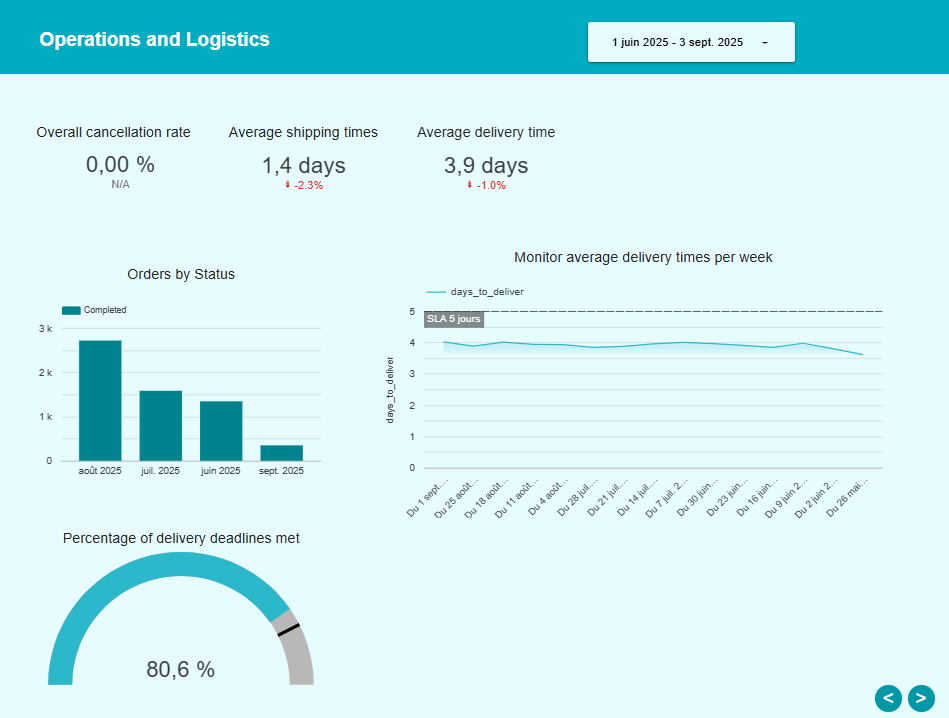 Operations and Logistics
1 juin 2025 - 3 sept. 2025
Overall cancellation rate
0,00 %
N/A
Average shipping times
1,4 days
-2.3%
Average delivery time
3,9 days
-1.0%
Orders by Status
Completed
3 k
2 k
1 k
0
août 2025
juil. 2025
juin 2025
sept. 2025
Monitor average delivery times per week
days_to_deliver
SLA 5 jours
days_to_deliver
5
4
3
2
1
0
Du 1 sept.…
Du 25 août…
Du 18 août…
Du 11 août…
Du 4 août…
Du 28 juil.…
Du 21 juil.…
Du 14 juil.…
Du 7 juil. 2…
Du 30 juin…
Du 23 juin…
Du 16 juin…
Du 9 juin 2…
Du 2 juin 2…
Du 26 mai…
Percentage of delivery deadlines met
80,6 %
< >